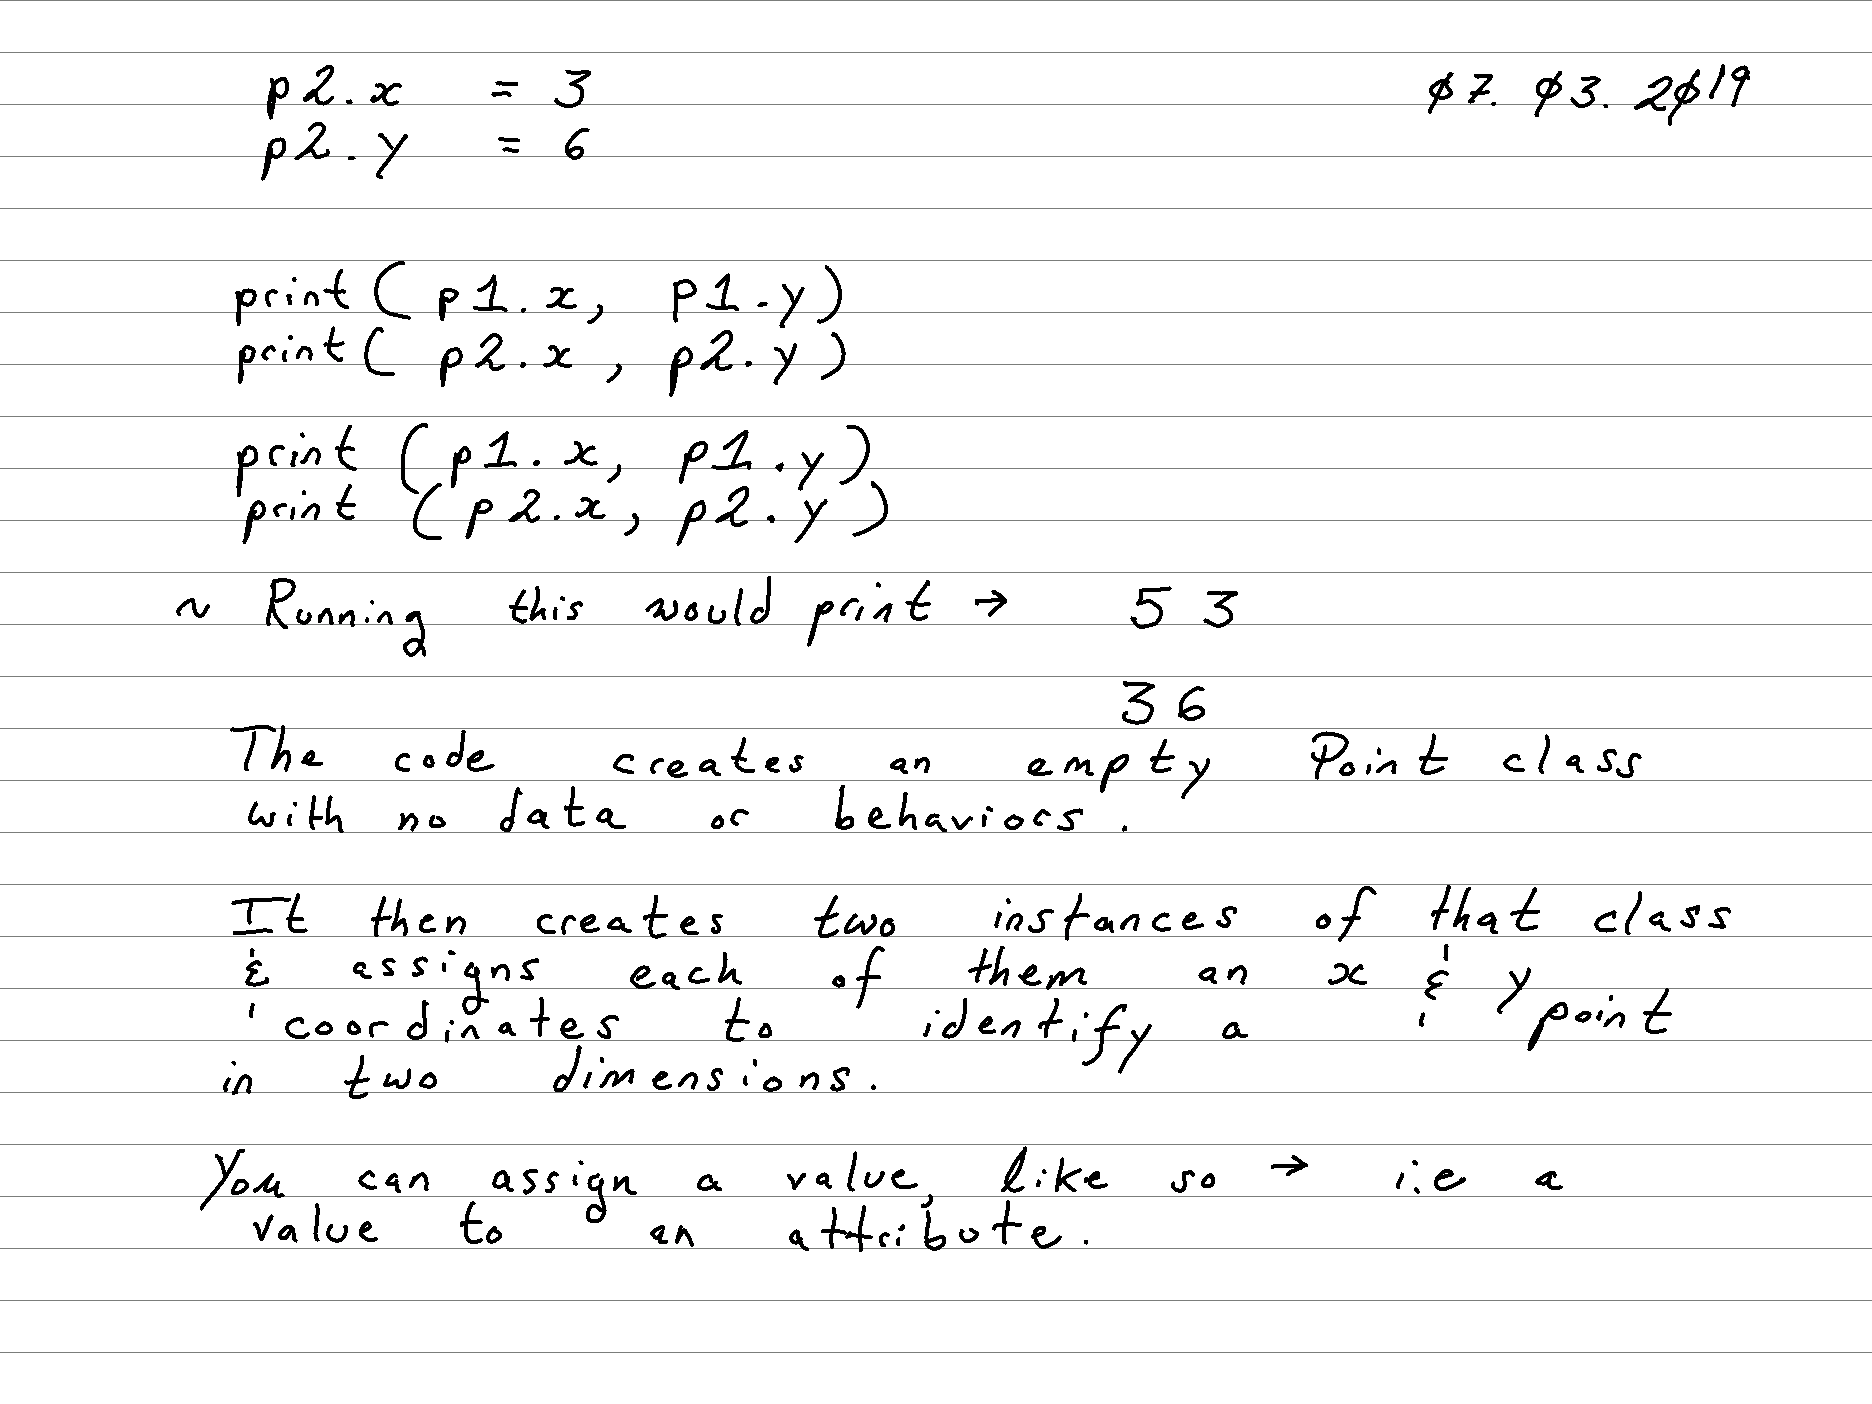 p2.x = 3 07.03.2019
p2.y = 6
print( p1.x, p1.y)
print( p2.x, p2.y)
print (p1.x, p1.y)
print (p2.x, p2.y)
~ Running this would print → 5 3
3 6
The code creates an empty Point class
with no data or behaviors.
It then creates two instances of that class
& assigns each of them an x & y
coordinates to identify a point
in two dimensions.
You can assign a value, like so → i.e a
value to an attribute.